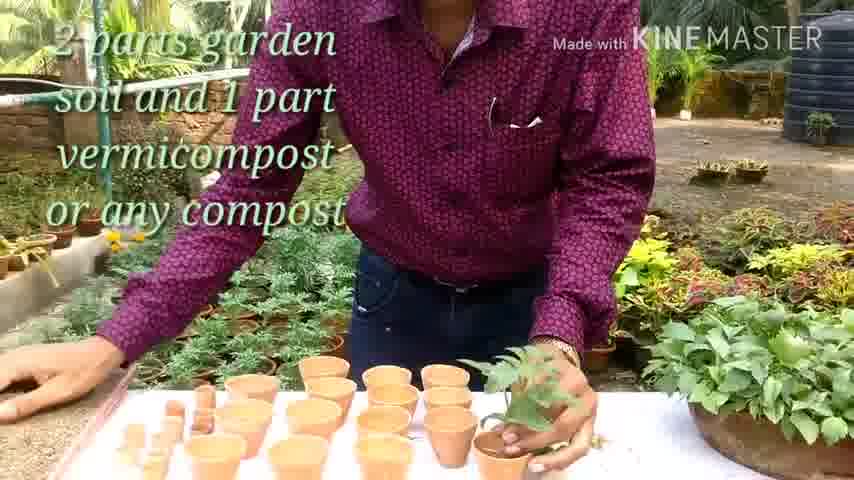 2 parts garden
soil and 1 part
vermicompost
or any compost
Made with KINEMASTER